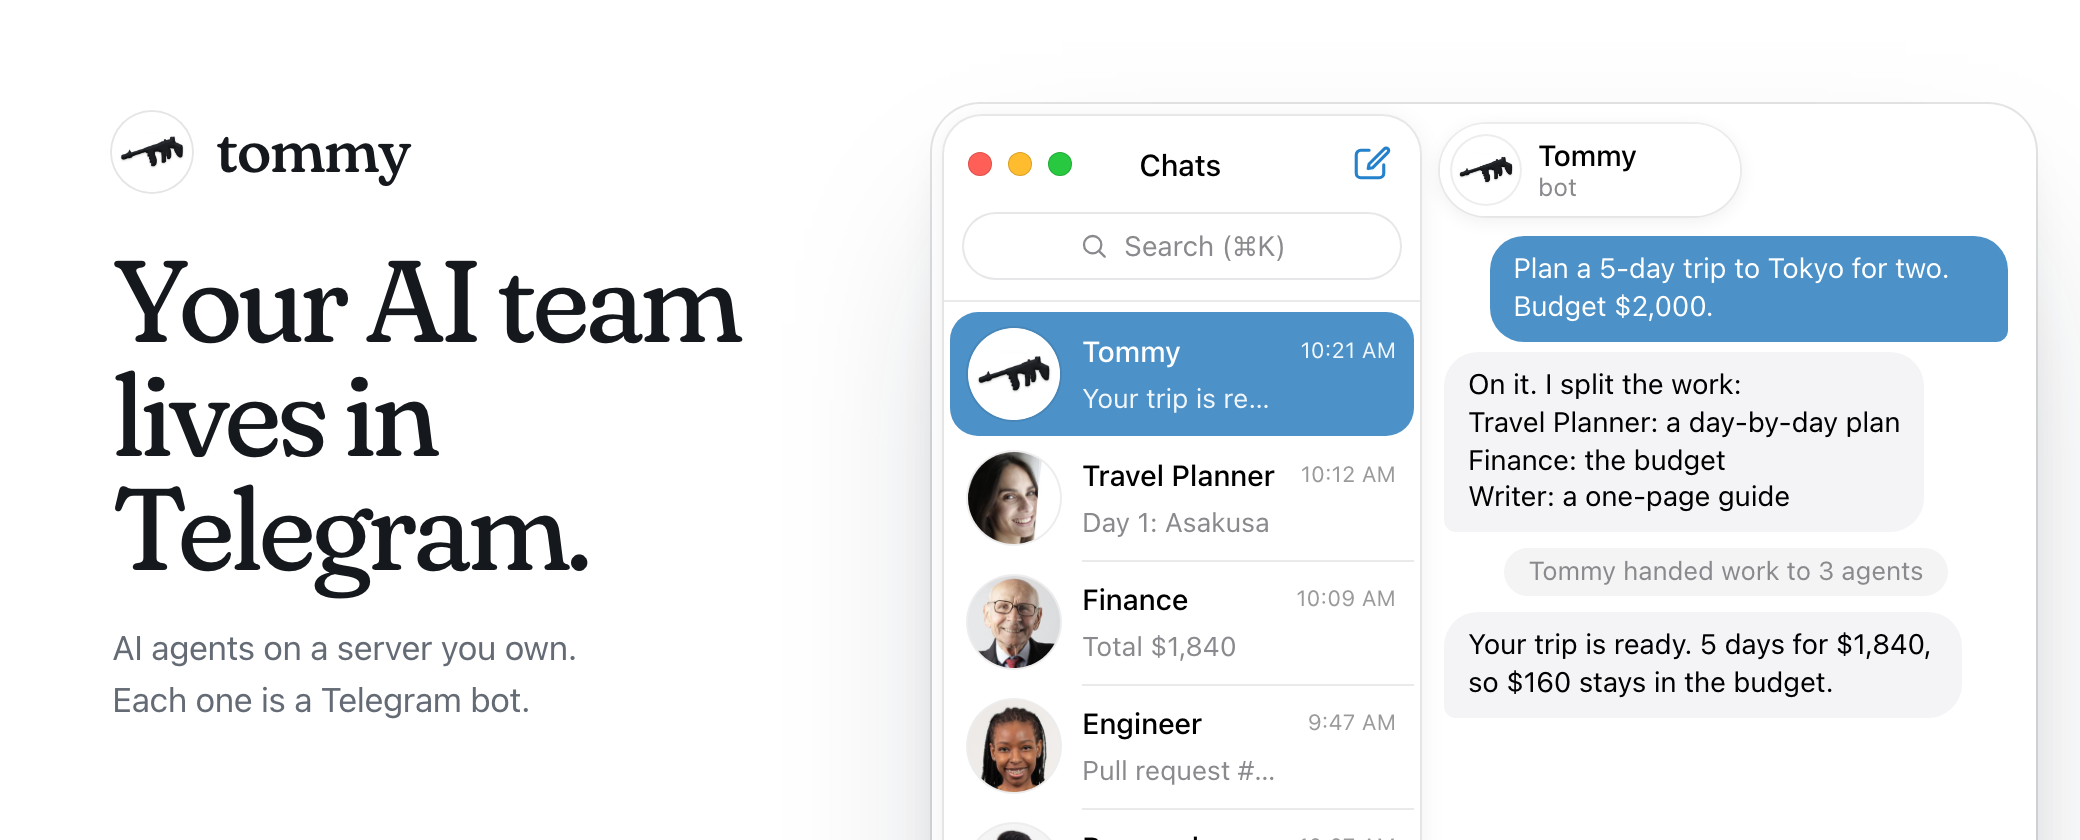 tommy
Your AI team
lives in
Telegram.
AI agents on a server you own.
Each one is a Telegram bot.
Chats
Search (⌘K)
Tommy 10:21 AM
Your trip is re...
Travel Planner 10:12 AM
Day 1: Asakusa
Finance 10:09 AM
Total $1,840
Engineer 9:47 AM
Pull request #...
Tommy
bot
Plan a 5-day trip to Tokyo for two.
Budget $2,000.
On it. I split the work:
Travel Planner: a day-by-day plan
Finance: the budget
Writer: a one-page guide
Tommy handed work to 3 agents
Your trip is ready. 5 days for $1,840,
so $160 stays in the budget.